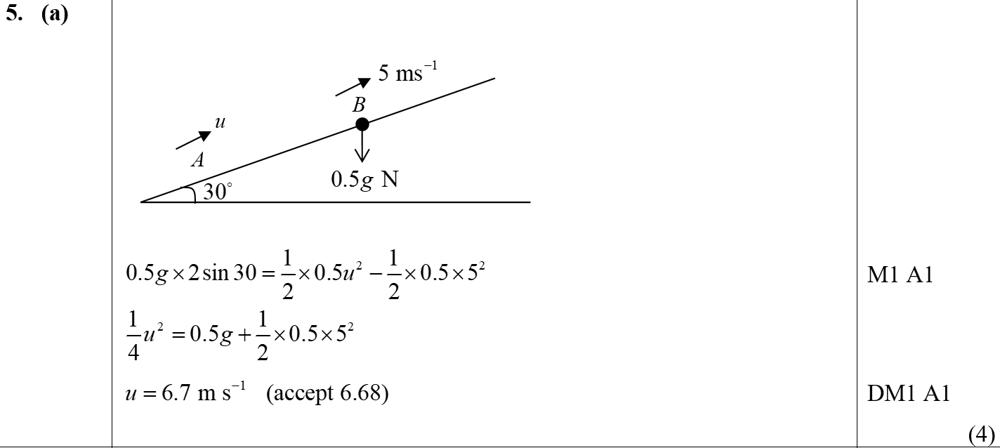 5. (a)
5 ms⁻¹
B
u
A
30°
0.5g N
0.5g × 2 sin 30 = 1/2 × 0.5u² − 1/2 × 0.5 × 5²
M1 A1
1/4 u² = 0.5g + 1/2 × 0.5 × 5²
u = 6.7 m s⁻¹ (accept 6.68)
DM1 A1
(4)